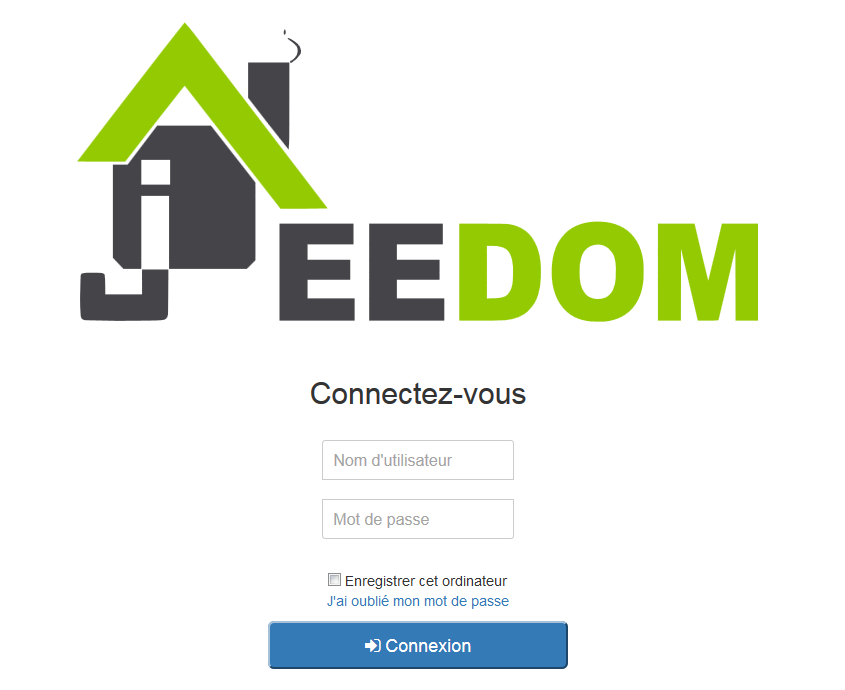 jEEDOM
Connectez-vous
Nom d'utilisateur
Mot de passe
Enregistrer cet ordinateur
J'ai oublié mon mot de passe
Connexion